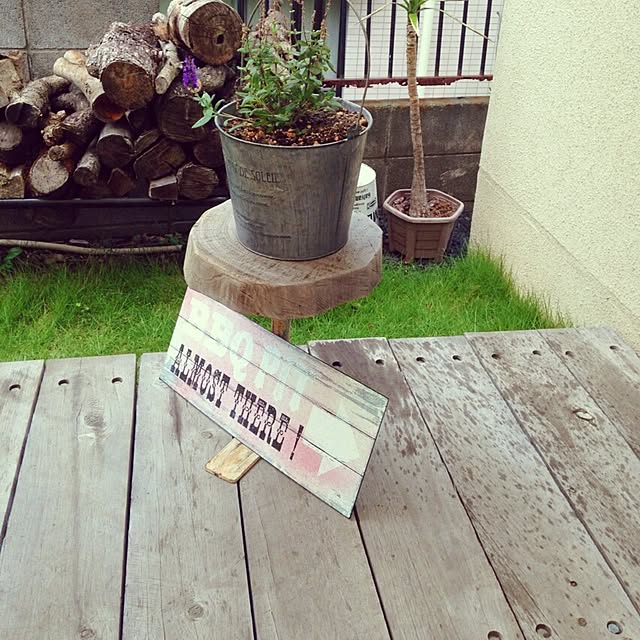 DE SOLEIL
BBQ PIT
ALMOST THERE !